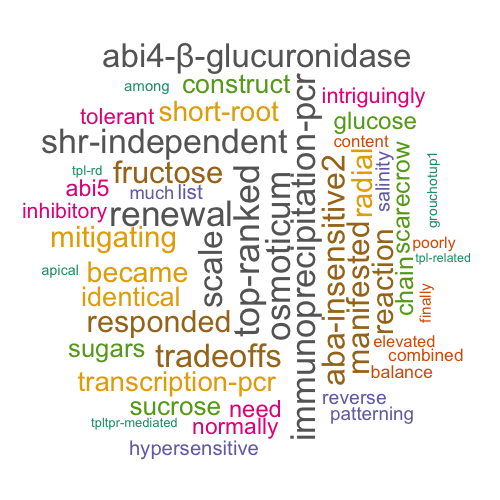 abi4-β-glucuronidase
among
construct
intriguingly
tolerant
short-root
glucose
shr-independent
content
tpl-rd
fructose
abi5
much
list
inhibitory
renewal
mitigating
apical
became
identical
responded
sugars
tradeoffs
transcription-pcr
sucrose
need
tpltpr-mediated
normally
hypersensitive
scale
top-ranked
osmoticum
immunoprecipitation-pcr
aba-insensitive2
manifested
radial
reaction
salinity
chain
scarecrow
grouchotup1
poorly
tpl-related
finally
elevated
combined
balance
reverse
patterning